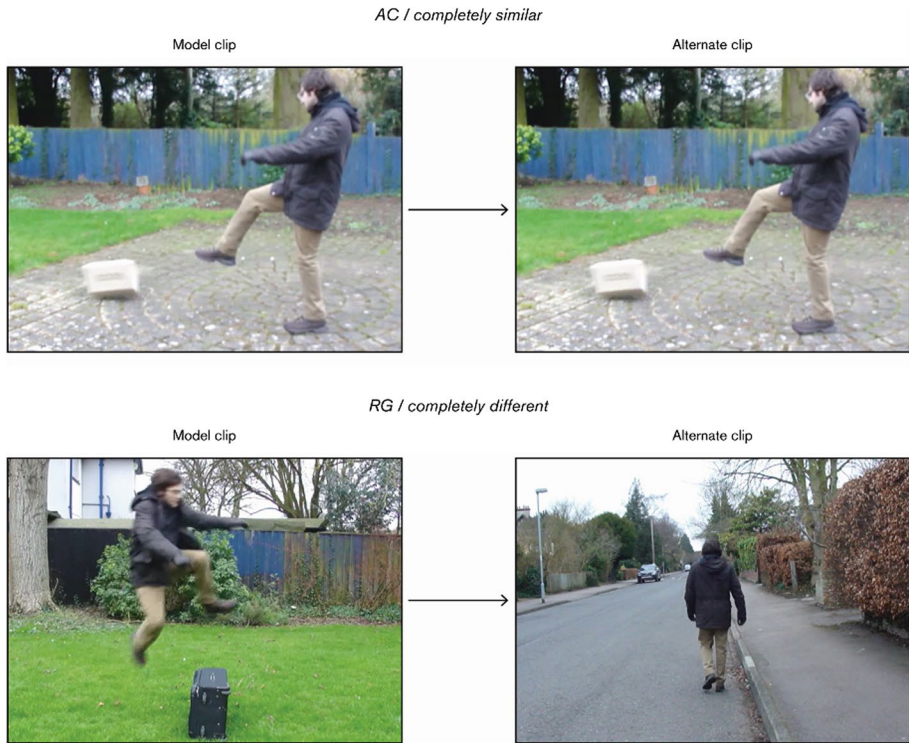 AC / completely similar
Model clip
Alternate clip
RG / completely different
Model clip
Alternate clip